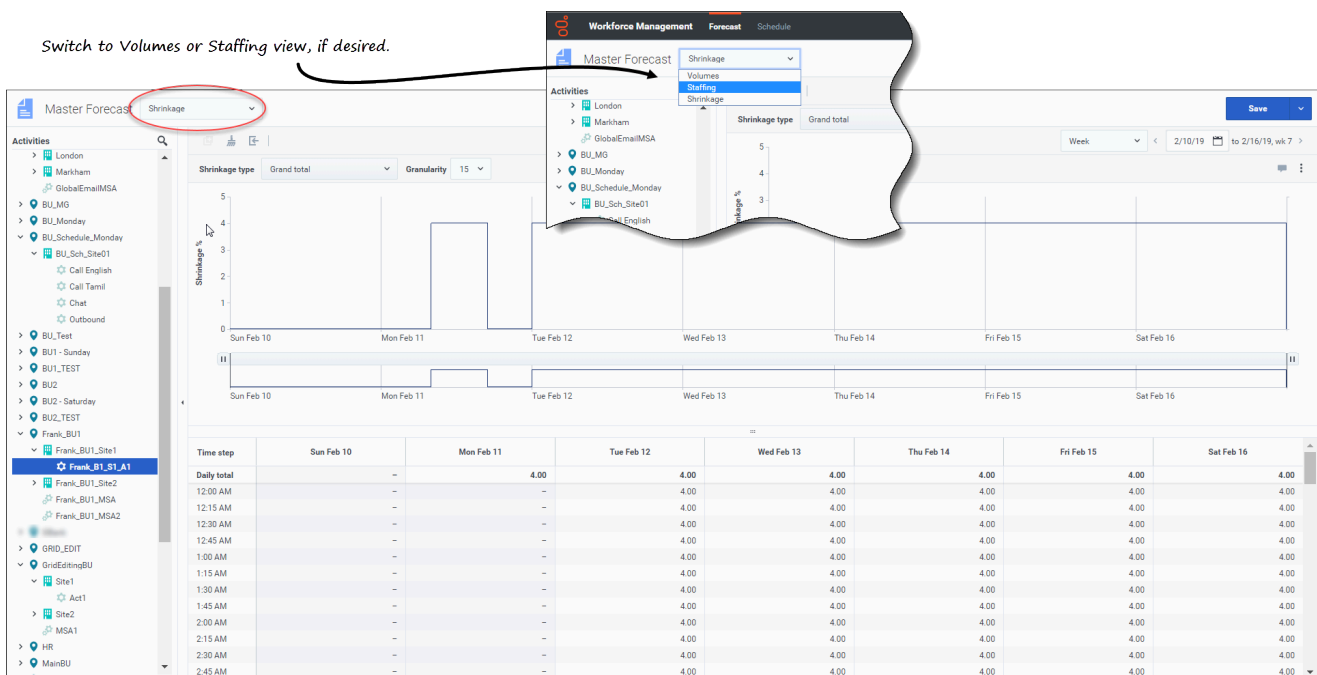 Switch to Volumes or Staffing view, if desired.
Workforce Management Forecast Schedule
Master Forecast Shrinkage
Volumes
Staffing
Shrinkage
Activities
London
Markham
GlobalEmailMSA
BU_MG
BU_Monday
BU_Schedule_Monday
BU_Sch_Site01
Call English
Shrinkage type Grand total
5
4
3
Master Forecast Shrinkage
Save
Activities
London
Markham
GlobalEmailMSA
BU_MG
BU_Monday
BU_Schedule_Monday
BU_Sch_Site01
Call English
Call Tamil
Chat
Outbound
BU_Test
BU1 - Sunday
BU1_TEST
BU2
BU2 - Saturday
BU2_TEST
Frank_BU1
Frank_BU1_Site1
Frank_B1_S1_A1
Frank_BU1_Site2
Frank_BU1_MSA
Frank_BU1_MSA2
GRID_EDIT
GridEditingBU
Site1
Act1
Site2
MSA1
HR
MainBU
Week 2/10/19 to 2/16/19, wk 7
Shrinkage type Grand total Granularity 15
Shrinkage %
5
4
3
2
1
0
Sun Feb 10 Mon Feb 11 Tue Feb 12 Wed Feb 13 Thu Feb 14 Fri Feb 15 Sat Feb 16
Sun Feb 10 Mon Feb 11 Tue Feb 12 Wed Feb 13 Thu Feb 14 Fri Feb 15 Sat Feb 16
Time step Sun Feb 10 Mon Feb 11 Tue Feb 12 Wed Feb 13 Thu Feb 14 Fri Feb 15 Sat Feb 16
Daily total – 4.00 4.00 4.00 4.00 4.00 4.00
12:00 AM – – 4.00 4.00 4.00 4.00 4.00
12:15 AM – – 4.00 4.00 4.00 4.00 4.00
12:30 AM – – 4.00 4.00 4.00 4.00 4.00
12:45 AM – – 4.00 4.00 4.00 4.00 4.00
1:00 AM – – 4.00 4.00 4.00 4.00 4.00
1:15 AM – – 4.00 4.00 4.00 4.00 4.00
1:30 AM – – 4.00 4.00 4.00 4.00 4.00
1:45 AM – – 4.00 4.00 4.00 4.00 4.00
2:00 AM – – 4.00 4.00 4.00 4.00 4.00
2:15 AM – – 4.00 4.00 4.00 4.00 4.00
2:30 AM – – 4.00 4.00 4.00 4.00 4.00
2:45 AM – – 4.00 4.00 4.00 4.00 4.00